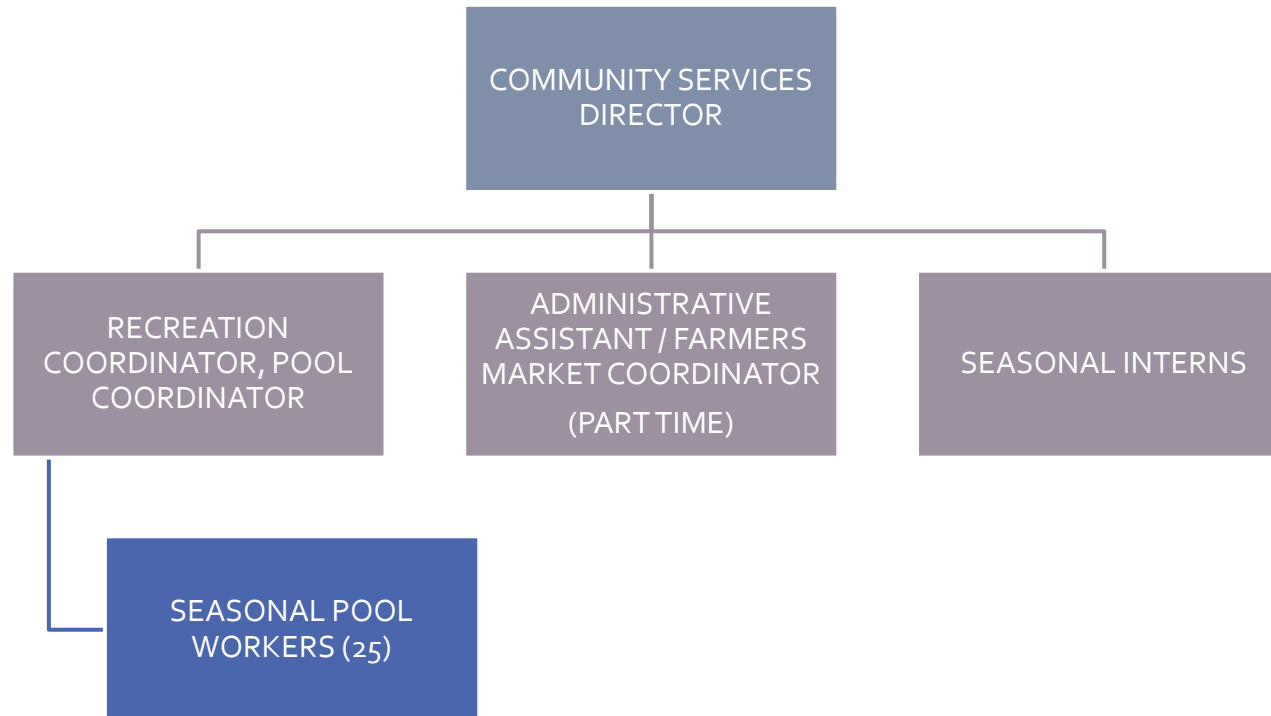 COMMUNITY SERVICES
DIRECTOR
RECREATION
COORDINATOR, POOL
COORDINATOR
ADMINISTRATIVE
ASSISTANT / FARMERS
MARKET COORDINATOR
(PART TIME)
SEASONAL INTERNS
SEASONAL POOL
WORKERS (25)